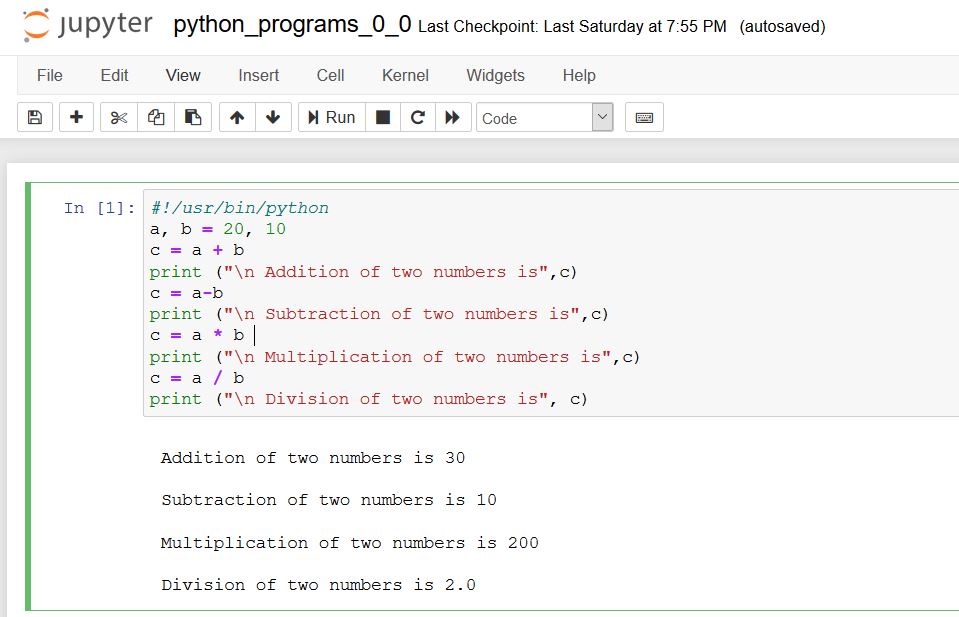 jupyter python_programs_0_0 Last Checkpoint: Last Saturday at 7:55 PM (autosaved)
File Edit View Insert Cell Kernel Widgets Help
Run Code
In [1]: #!/usr/bin/python
a, b = 20, 10
c = a + b
print ("\n Addition of two numbers is",c)
c = a-b
print ("\n Subtraction of two numbers is",c)
c = a * b
print ("\n Multiplication of two numbers is",c)
c = a / b
print ("\n Division of two numbers is", c)
Addition of two numbers is 30
Subtraction of two numbers is 10
Multiplication of two numbers is 200
Division of two numbers is 2.0